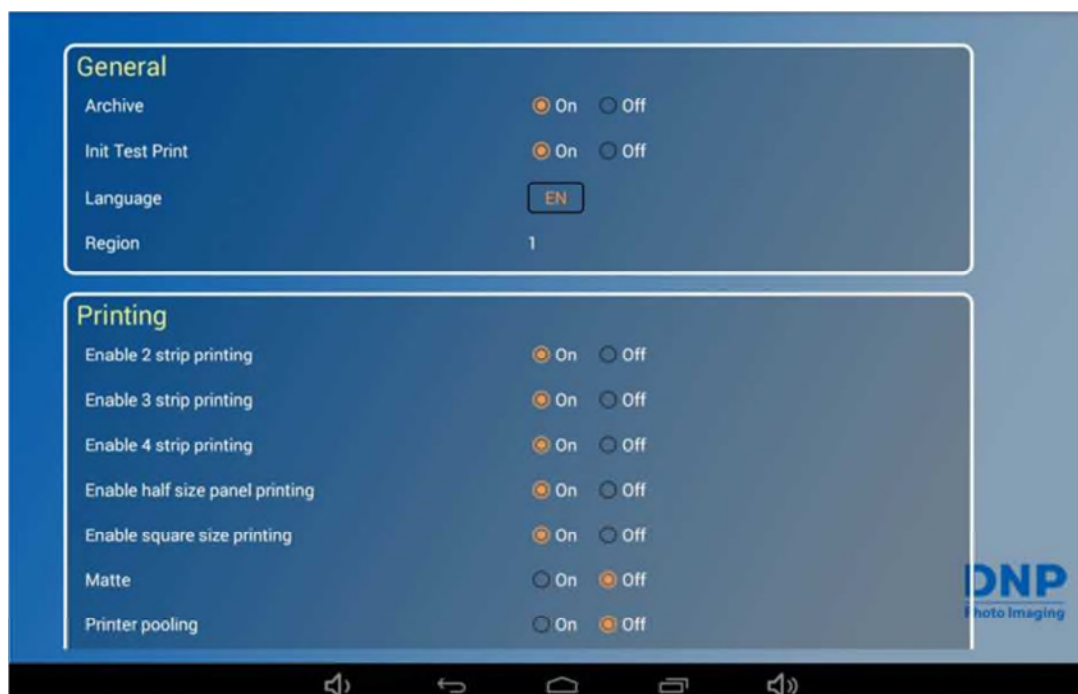 General
Archive On Off
Init Test Print On Off
Language EN
Region 1
Printing
Enable 2 strip printing On Off
Enable 3 strip printing On Off
Enable 4 strip printing On Off
Enable half size panel printing On Off
Enable square size printing On Off
Matte On Off
Printer pooling On Off
DNP
Photo Imaging